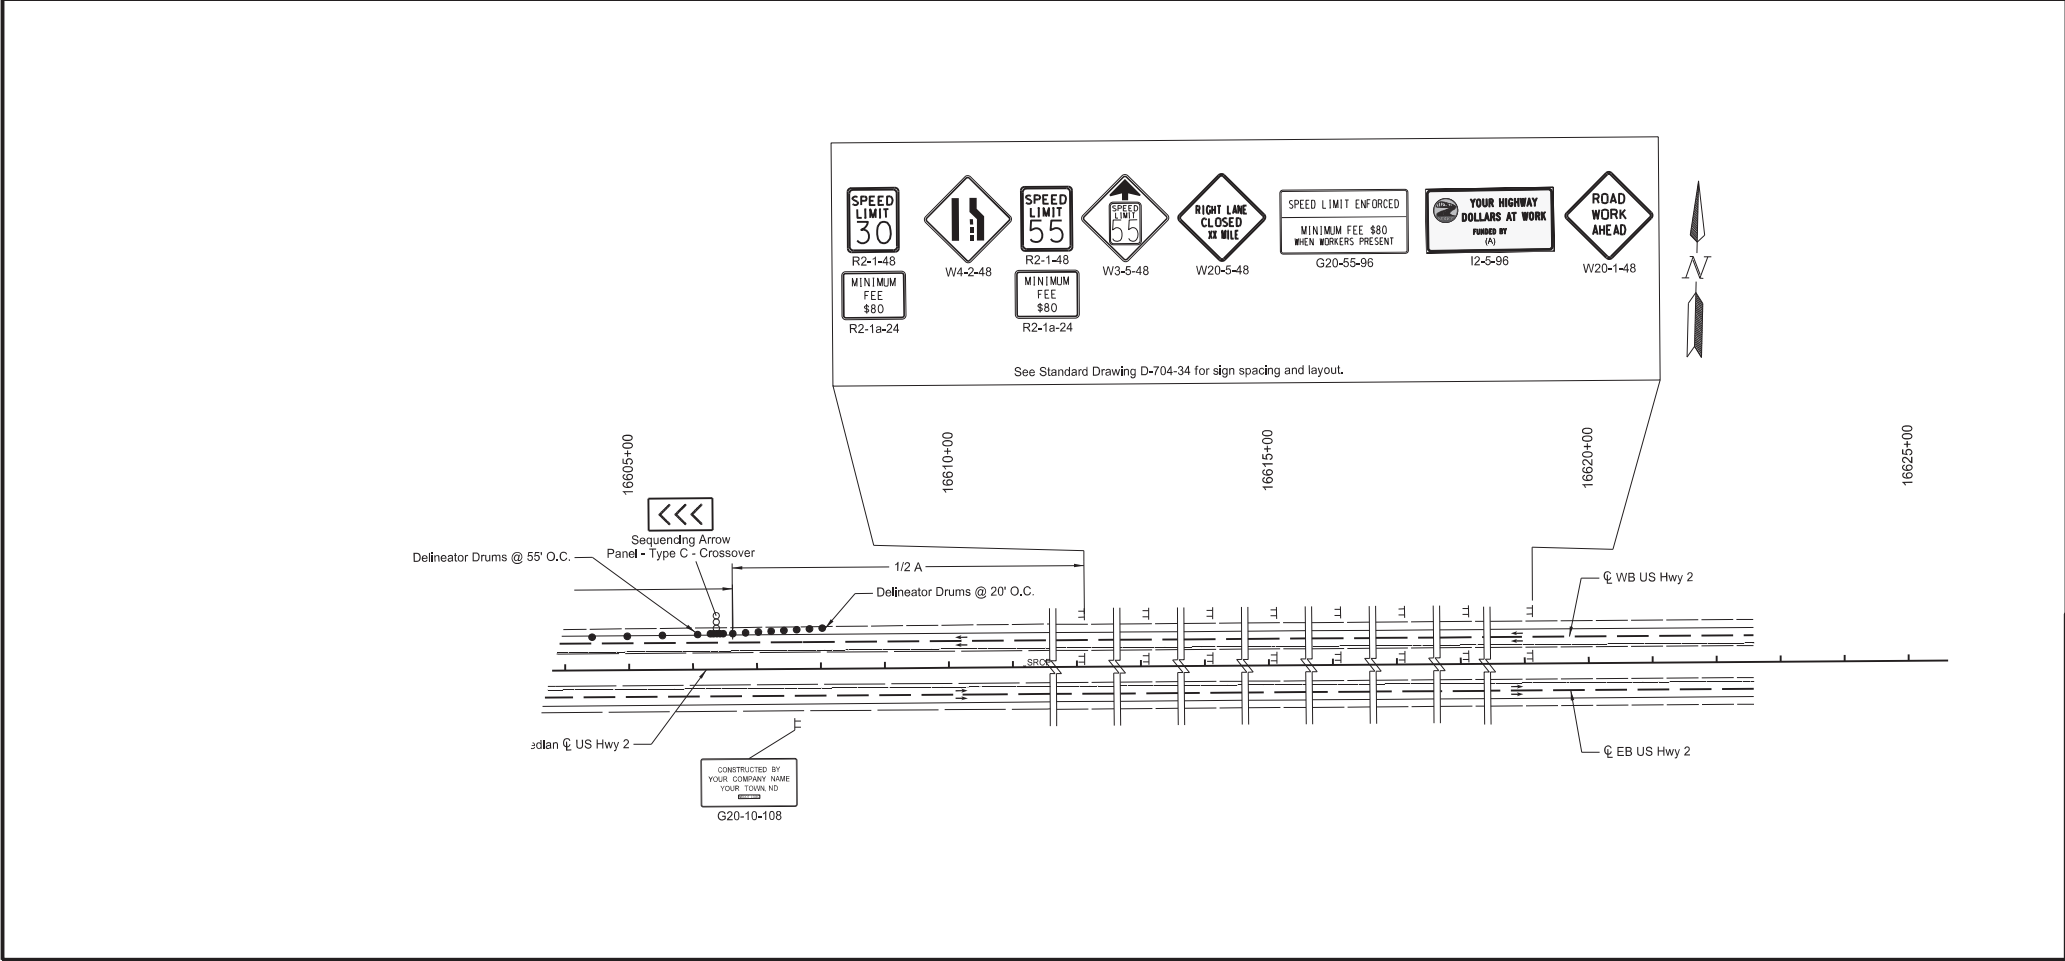 SPEED
LIMIT
30
R2-1-48
MINIMUM
FEE
$80
R2-1a-24
W4-2-48
SPEED
LIMIT
55
R2-1-48
MINIMUM
FEE
$80
R2-1a-24
SPEED
LIMIT
55
W3-5-48
RIGHT LANE
CLOSED
XX MILE
W20-5-48
SPEED LIMIT ENFORCED
MINIMUM FEE $80
WHEN WORKERS PRESENT
G20-55-96
YOUR HIGHWAY
DOLLARS AT WORK
FUNDED BY
(A)
I2-5-96
ROAD
WORK
AHEAD
W20-1-48
N
See Standard Drawing D-704-34 for sign spacing and layout.
16605+00
16610+00
16615+00
16620+00
16625+00
Sequencing Arrow
Panel - Type C - Crossover
Delineator Drums @ 55' O.C.
1/2 A
Delineator Drums @ 20' O.C.
℄ WB US Hwy 2
edian ℄ US Hwy 2
℄ EB US Hwy 2
CONSTRUCTED BY
YOUR COMPANY NAME
YOUR TOWN, ND
G20-10-108